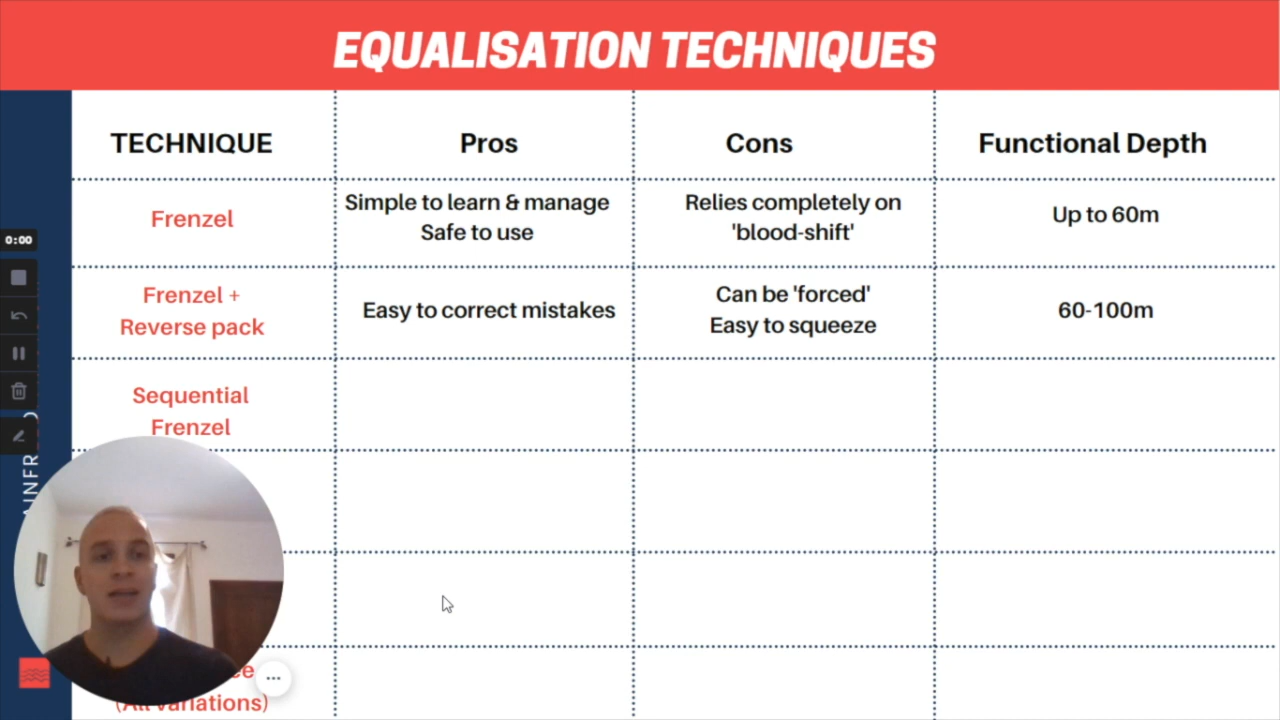 EQUALISATION TECHNIQUES
TECHNIQUE
Pros
Cons
Functional Depth
Frenzel
Simple to learn & manage
Safe to use
Relies completely on
'blood-shift'
Up to 60m
Frenzel +
Reverse pack
Easy to correct mistakes
Can be 'forced'
Easy to squeeze
60-100m
Sequential
Frenzel
0:00
(All variations)